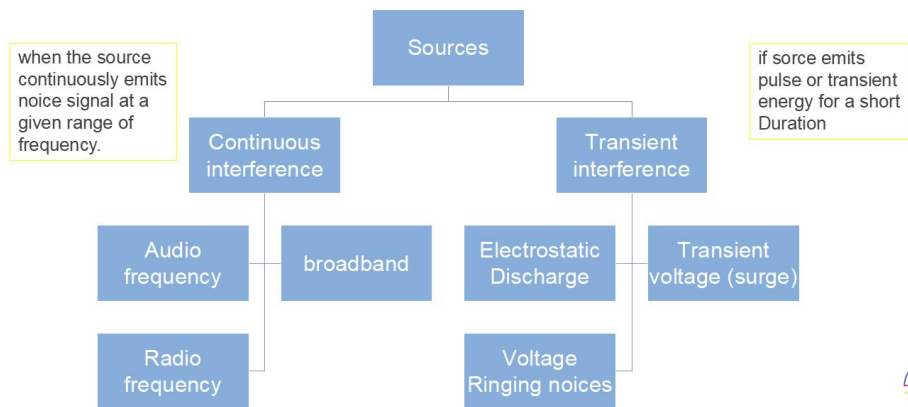 Sources
when the source
continuously emits
noice signal at a
given range of
frequency.
if sorce emits
pulse or transient
energy for a short
Duration
Continuous
interference
Transient
interference
Audio
frequency
broadband
Electrostatic
Discharge
Transient
voltage (surge)
Radio
frequency
Voltage
Ringing noices